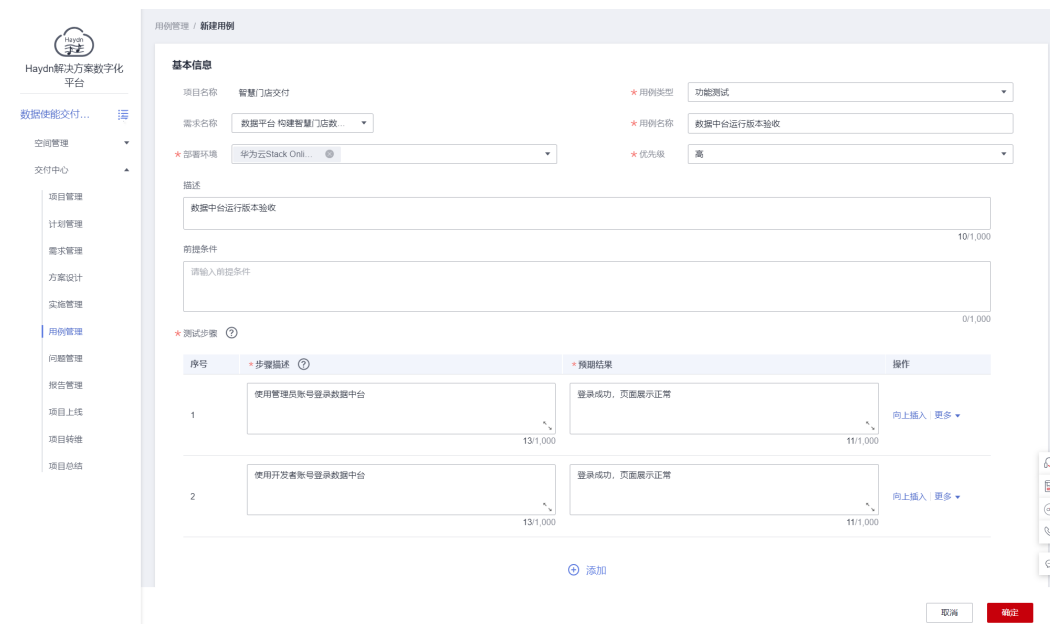 用例管理 / 新建用例
Haydn
解决方案数字化平台
Haydn解决方案数字化
平台
数据使能交付...
空间管理
交付中心
项目管理
计划管理
需求管理
方案设计
实施管理
用例管理
问题管理
报告管理
项目上线
项目转维
项目总结
基本信息
项目名称 智慧门店交付
* 用例类型 功能测试
需求名称 数据平台 构建智慧门店数...
* 用例名称 数据中台运行版本验收
* 部署环境 华为云Stack Onli...
* 优先级 高
描述
数据中台运行版本验收
10/1,000
前提条件
请输入前提条件
0/1,000
* 测试步骤 ?
序号 * 步骤描述 ? * 预期结果 操作
1 使用管理员账号登录数据中台 登录成功，页面展示正常 向上插入 更多
13/1,000 11/1,000
2 使用开发者账号登录数据中台 登录成功，页面展示正常 向上插入 更多
13/1,000 11/1,000
添加
取消 确定